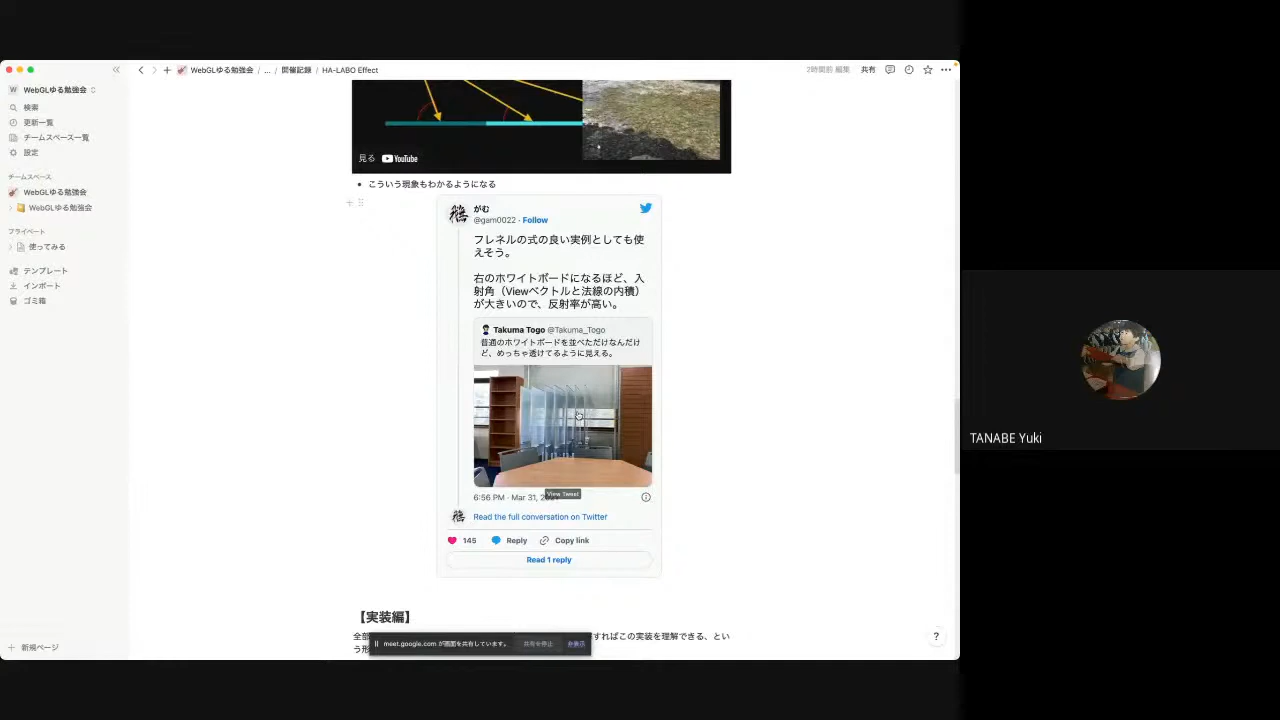 WebGLゆる勉強会 / ... / 開催記録 / HA-LABO Effect
2時間前 編集 共有
W WebGLゆる勉強会
検索
更新一覧
チームスペース一覧
設定
チームスペース
WebGLゆる勉強会
WebGLゆる勉強会
プライベート
使ってみる
テンプレート
インポート
ゴミ箱
新規ページ
見る YouTube
• こういう現象もわかるようになる
がむ
@gam0022 · Follow
フレネルの式の良い実例としても使
えそう。
右のホワイトボードになるほど、入
射角（Viewベクトルと法線の内積）
が大きいので、反射率が高い。
Takuma Togo @Takuma_Togo
普通のホワイトボードを並べただけなんだけ
ど、めっちゃ透けてるように見える。
6:56 PM · Mar 31,
View Tweet
Read the full conversation on Twitter
145 Reply Copy link
Read 1 reply
【実装編】
全部
すればこの実装を理解できる、とい
う形
meet.google.com が画面を共有しています。 共有を停止 非表示
?
TANABE Yuki